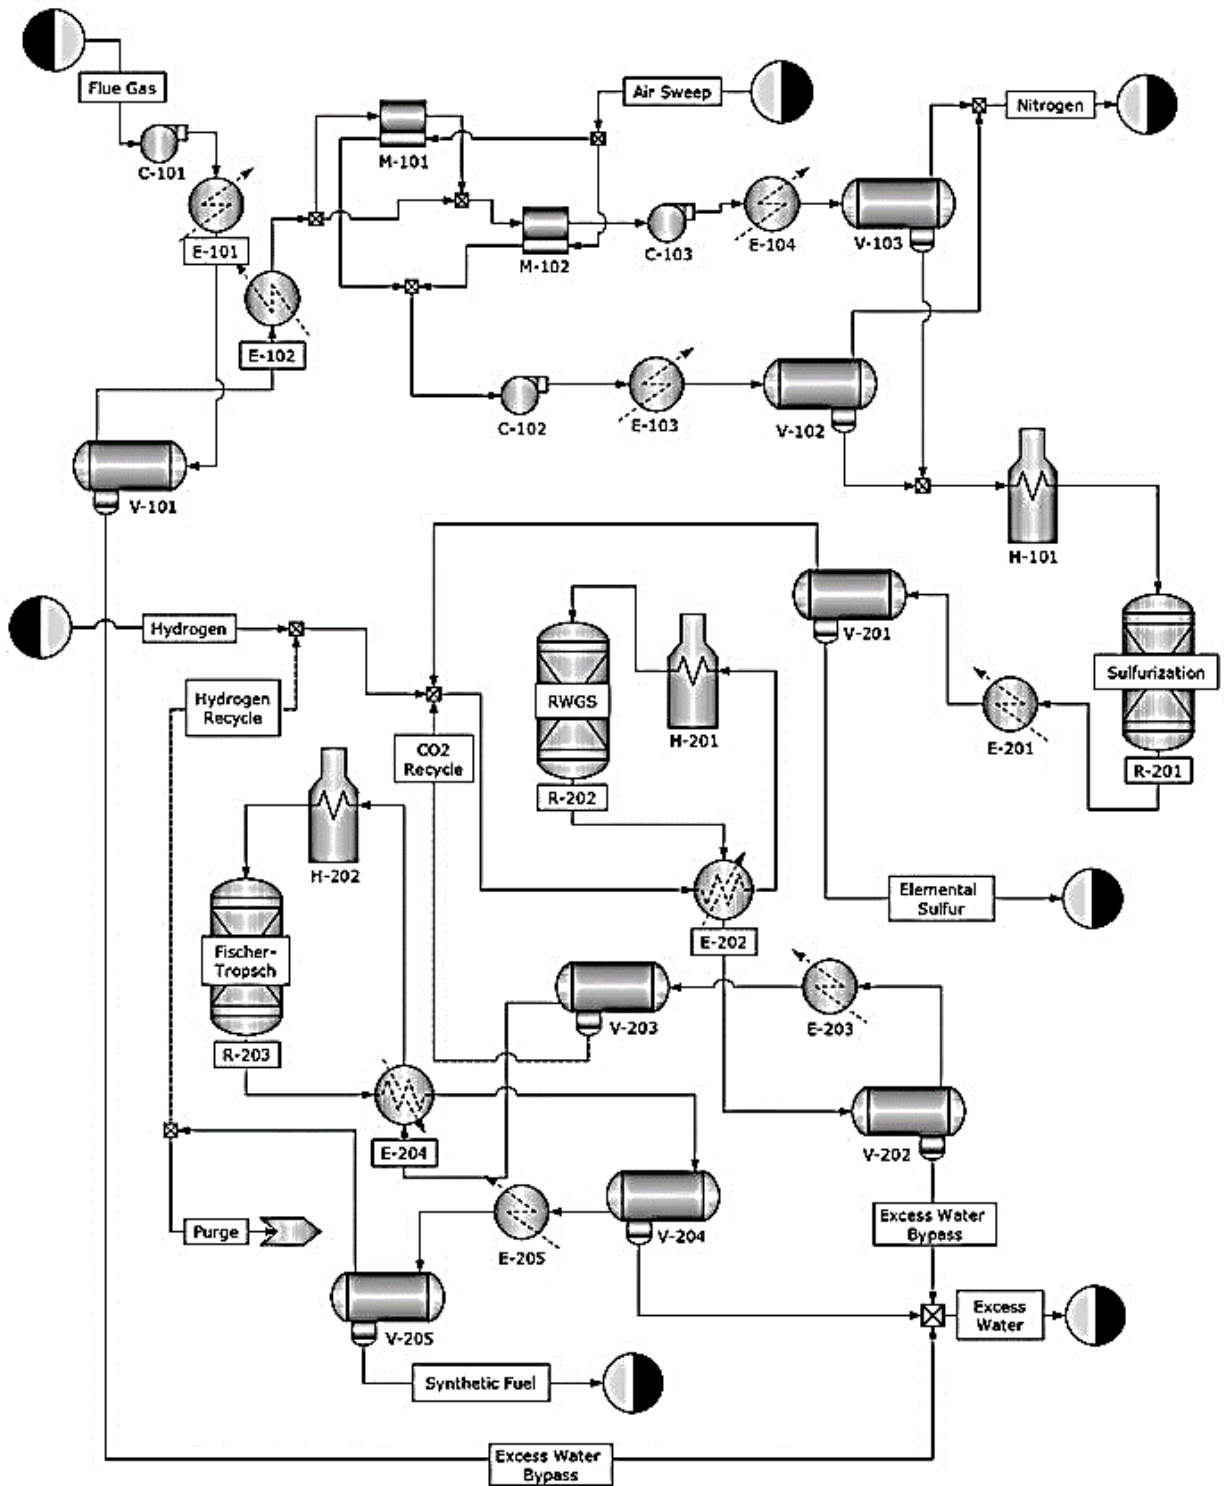 Flue Gas
Air Sweep
Nitrogen
C-101
M-101
E-101
V-103
E-104
C-103
M-102
E-102
C-102
E-103
V-102
V-101
H-101
Hydrogen
V-201
Sulfurization
Hydrogen
Recycle
RWGS
H-201
E-201
CO2
Recycle
R-201
R-202
H-202
Elemental
Sulfur
E-202
Fischer-
Tropsch
V-203
E-203
R-203
E-204
V-202
Purge
E-205
V-204
Excess Water
Bypass
Excess
Water
V-205
Synthetic Fuel
Excess Water
Bypass